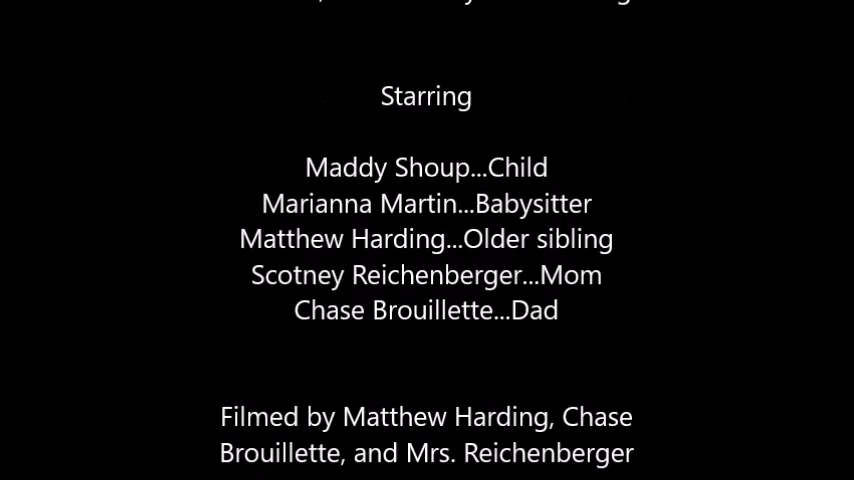 Starring
Maddy Shoup...Child
Marianna Martin...Babysitter
Matthew Harding...Older sibling
Scotney Reichenberger...Mom
Chase Brouillette...Dad
Filmed by Matthew Harding, Chase
Brouillette, and Mrs. Reichenberger